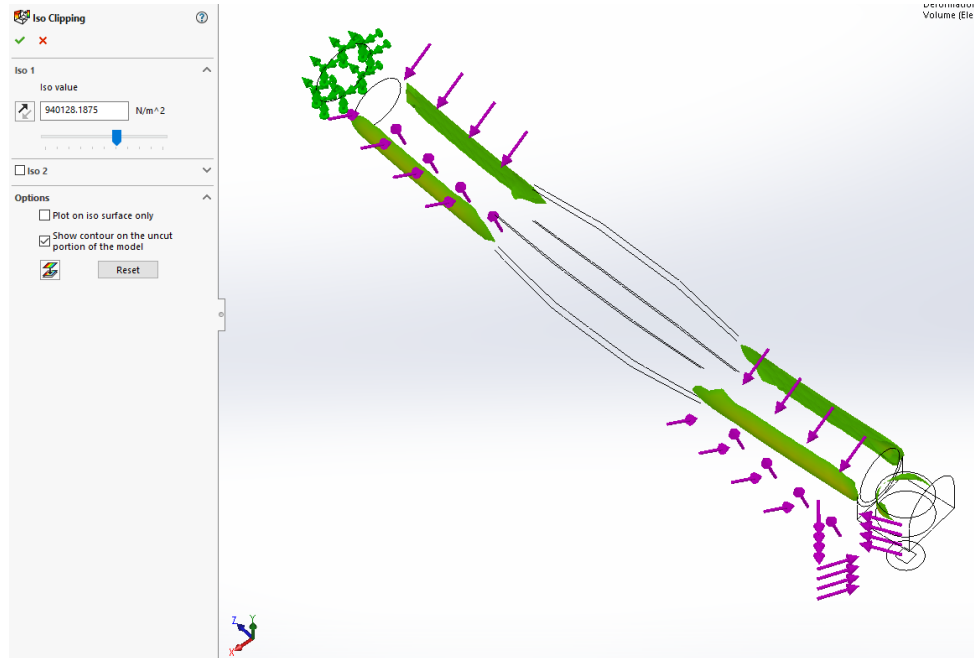 Iso Clipping
Iso 1
Iso value
940128.1875 N/m^2
Iso 2
Options
Plot on iso surface only
Show contour on the uncut
portion of the model
Reset
Volume (Ele
Z Y
X